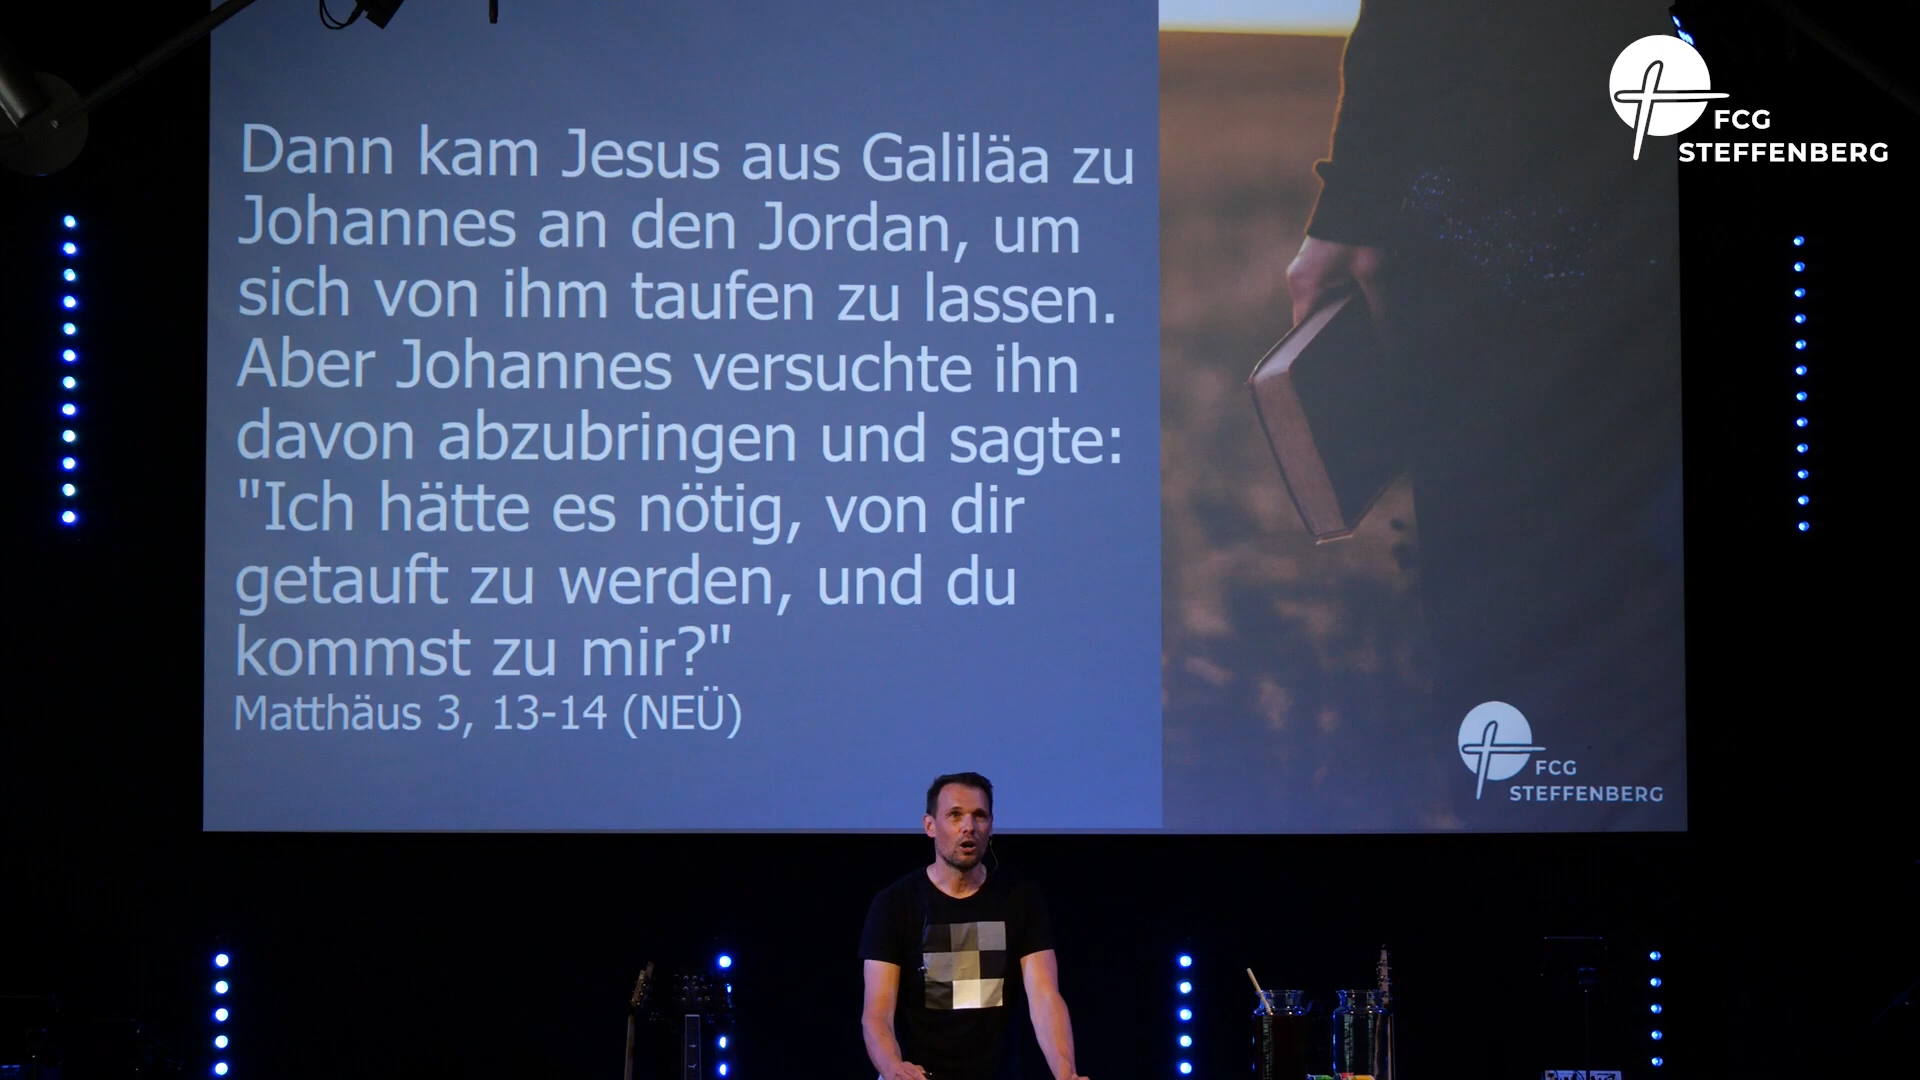 Dann kam Jesus aus Galiläa zu
Johannes an den Jordan, um
sich von ihm taufen zu lassen.
Aber Johannes versuchte ihn
davon abzubringen und sagte:
"Ich hätte es nötig, von dir
getauft zu werden, und du
kommst zu mir?"
Matthäus 3, 13-14 (NEÜ)
FCG
STEFFENBERG
FCG
STEFFENBERG